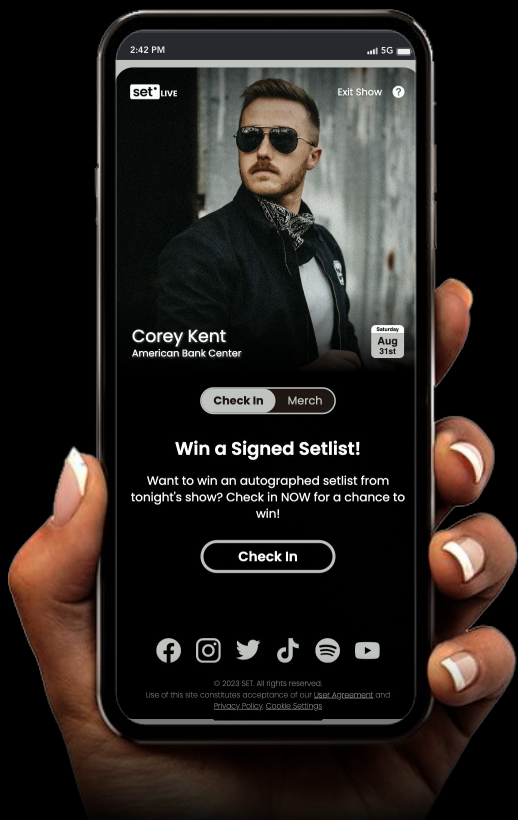 2:42 PM 5G
set LIVE
Exit Show ?
Corey Kent
American Bank Center
Saturday
Aug
31st
Check In Merch
Win a Signed Setlist!
Want to win an autographed setlist from
tonight's show? Check in NOW for a chance to
win!
Check In
© 2023 SET. All rights reserved.
Use of this site constitutes acceptance of our User Agreement and
Privacy Policy. Cookie Settings